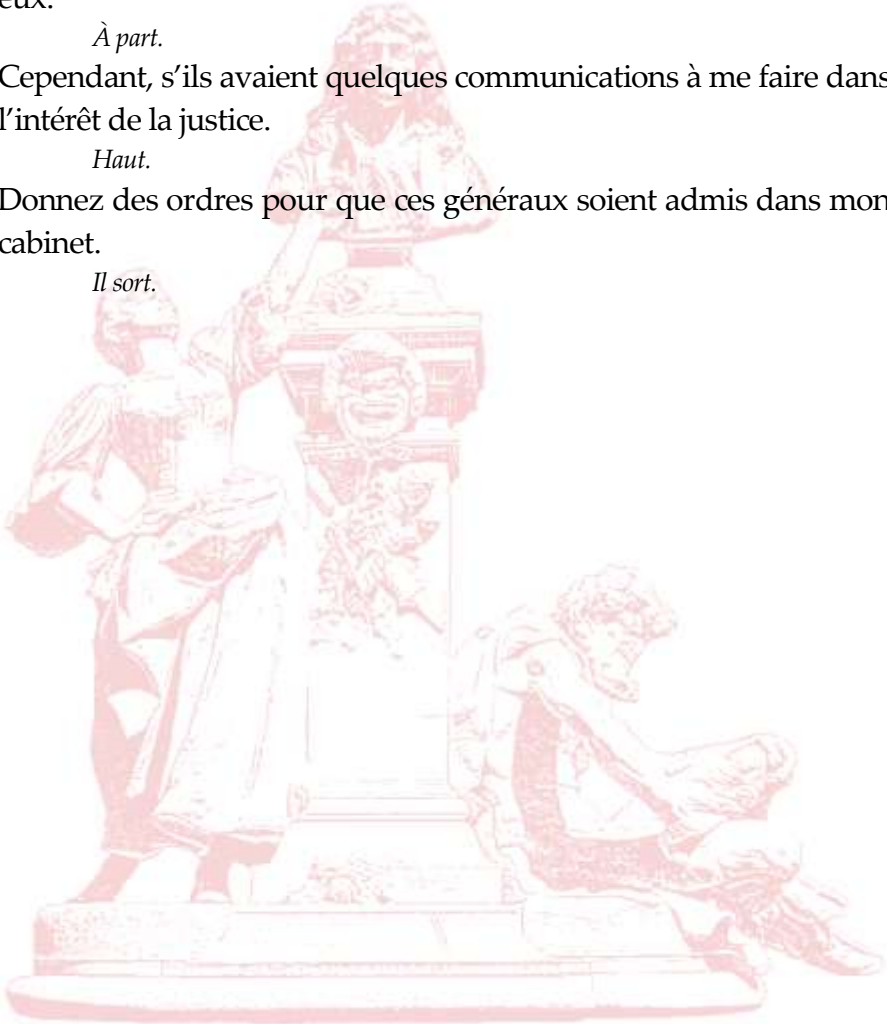 eux.
À part.
Cependant, s’ils avaient quelques communications à me faire dans
l’intérêt de la justice.
Haut.
Donnez des ordres pour que ces généraux soient admis dans mon
cabinet.
Il sort.